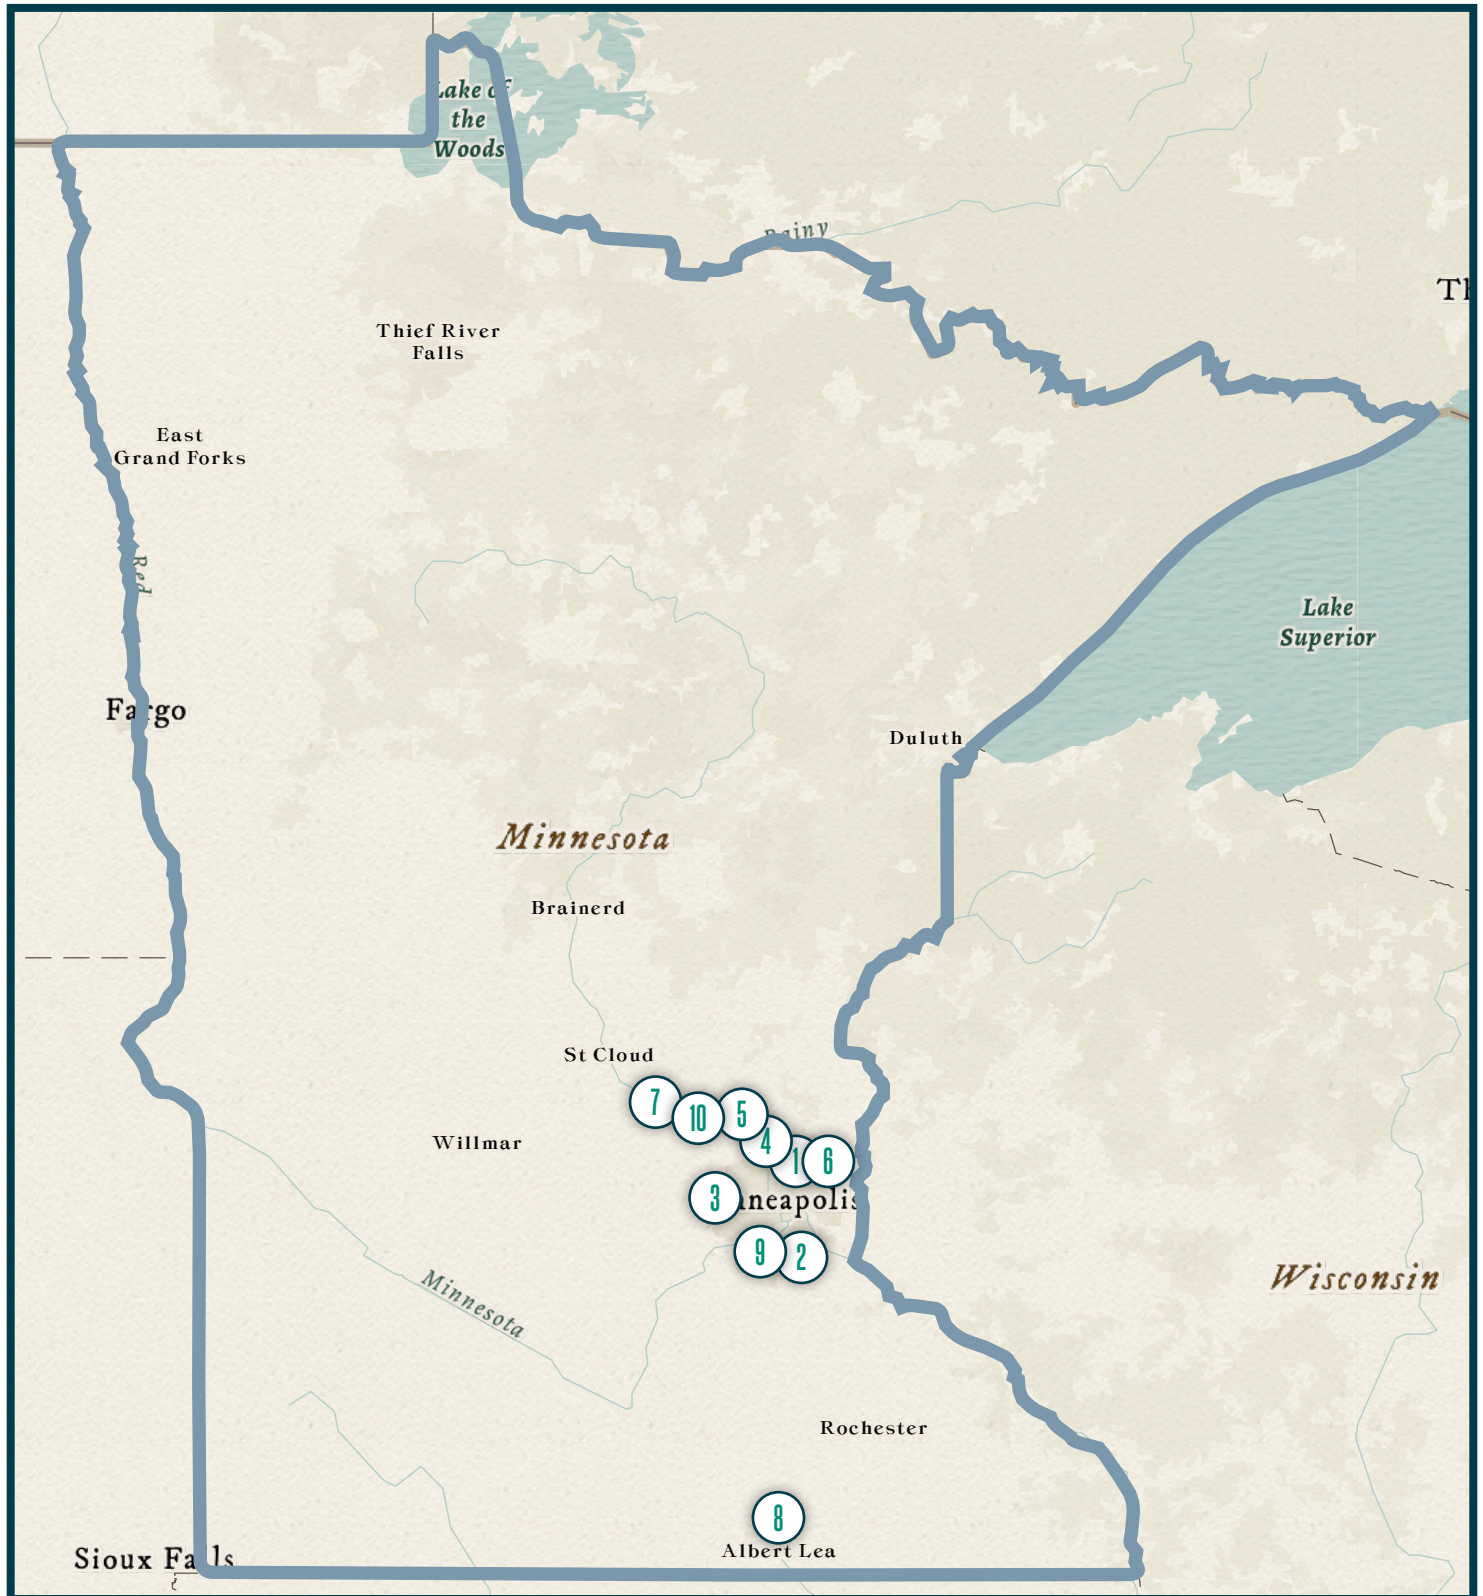 Lake of
the
Woods
Rainy
Th
Thief River
Falls
East
Grand Forks
Red
Lake
Superior
Fargo
Duluth
Minnesota
Brainerd
St Cloud
7
10
5
4
1
6
Willmar
3
nneapolis
9
2
Minnesota
Wisconsin
Rochester
8
Albert Lea
Sioux Falls